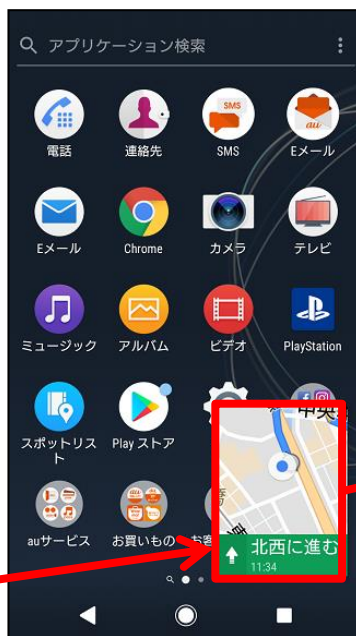 アプリケーション検索
SMS
au
電話
連絡先
SMS
Eメール
Eメール
Chrome
カメラ
テレビ
ミュージック
アルバム
ビデオ
PlayStation
スポットリス
ト
Play ストア
中央
auサービス
お買いもの
お客
北西に進む
11:34